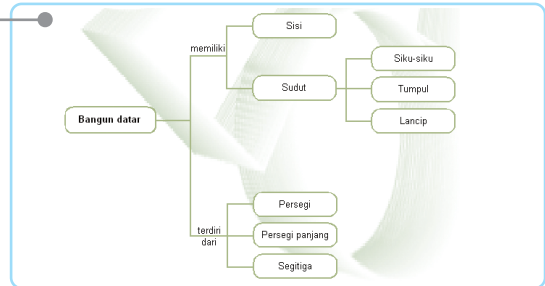 Sisi
memiliki
Siku-siku
Sudut
Tumpul
Lancip
Bangun datar
Persegi
terdiri
dari
Persegi panjang
Segitiga